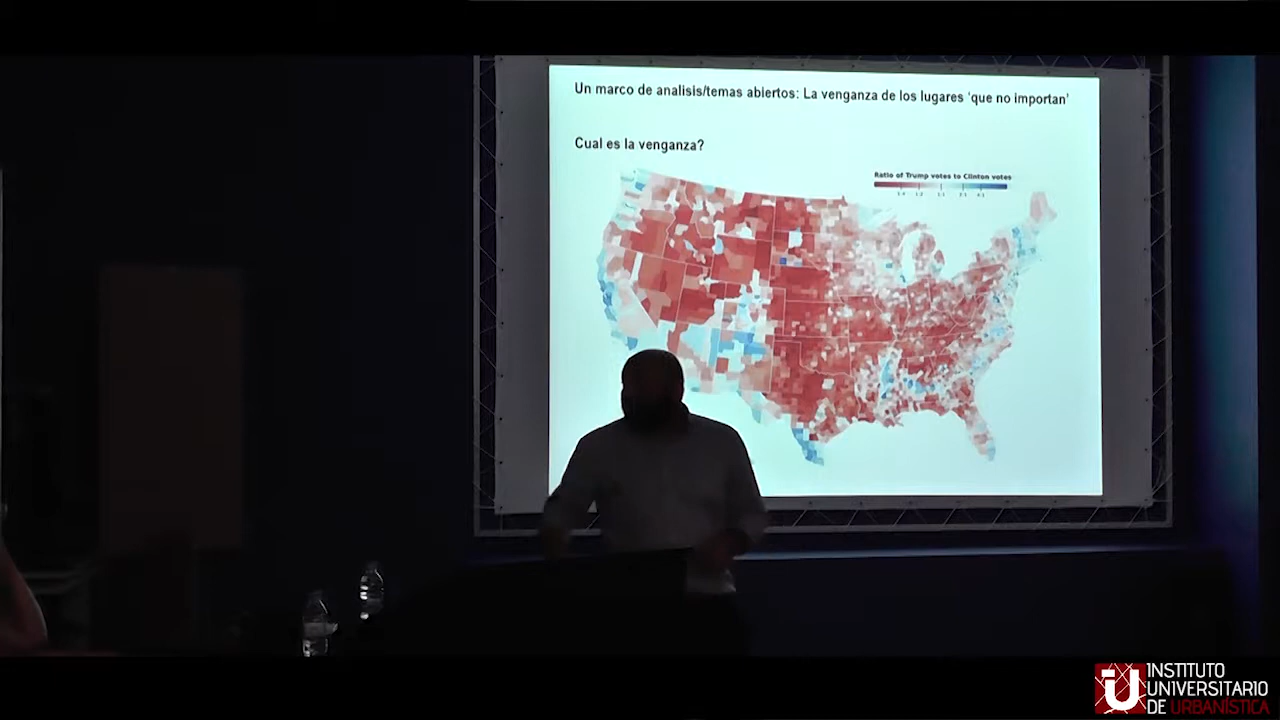 Un marco de analisis/temas abiertos: La venganza de los lugares 'que no importan'
Cual es la venganza?
Ratio of Trump votes to Clinton votes
INSTITUTO
UNIVERSITARIO
DE URBANÍSTICA